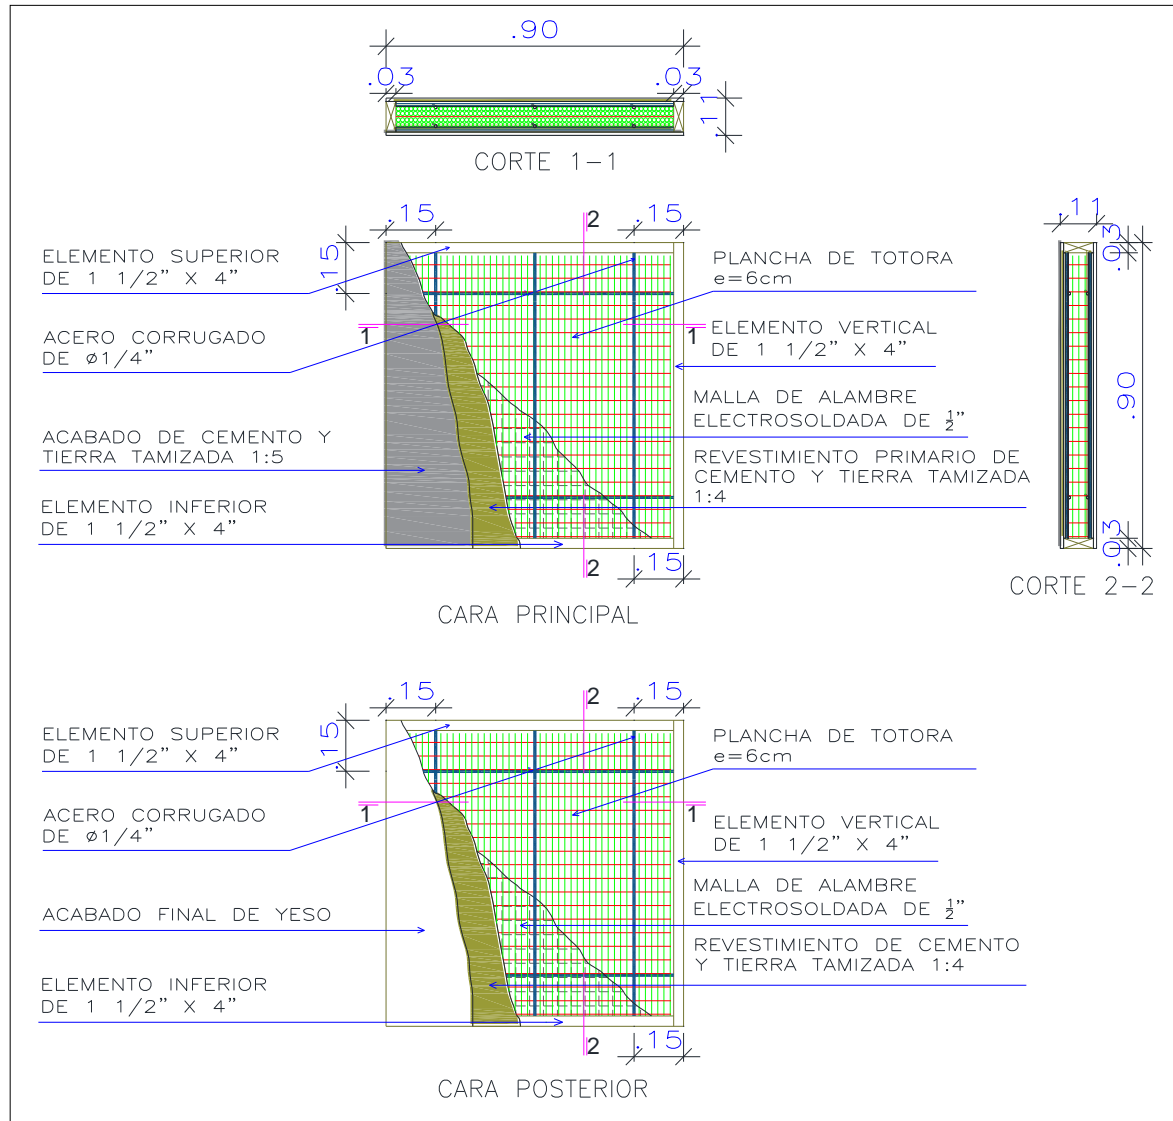 .90
.03
.03
.11
CORTE 1-1
.15
2
.15
.11
ELEMENTO SUPERIOR
DE 1 1/2" X 4"
.15
PLANCHA DE TOTORA
e=6cm
.03
ACERO CORRUGADO
DE ø1/4"
1
1
ELEMENTO VERTICAL
DE 1 1/2" X 4"
.90
MALLA DE ALAMBRE
ELECTROSOLDADA DE ½"
ACABADO DE CEMENTO Y
TIERRA TAMIZADA 1:5
REVESTIMIENTO PRIMARIO DE
CEMENTO Y TIERRA TAMIZADA
1:4
ELEMENTO INFERIOR
DE 1 1/2" X 4"
.03
2
.15
CORTE 2-2
CARA PRINCIPAL
.15
2
.15
ELEMENTO SUPERIOR
DE 1 1/2" X 4"
.15
PLANCHA DE TOTORA
e=6cm
ACERO CORRUGADO
DE ø1/4"
1
1
ELEMENTO VERTICAL
DE 1 1/2" X 4"
MALLA DE ALAMBRE
ELECTROSOLDADA DE ½"
ACABADO FINAL DE YESO
REVESTIMIENTO DE CEMENTO
Y TIERRA TAMIZADA 1:4
ELEMENTO INFERIOR
DE 1 1/2" X 4"
2
.15
CARA POSTERIOR